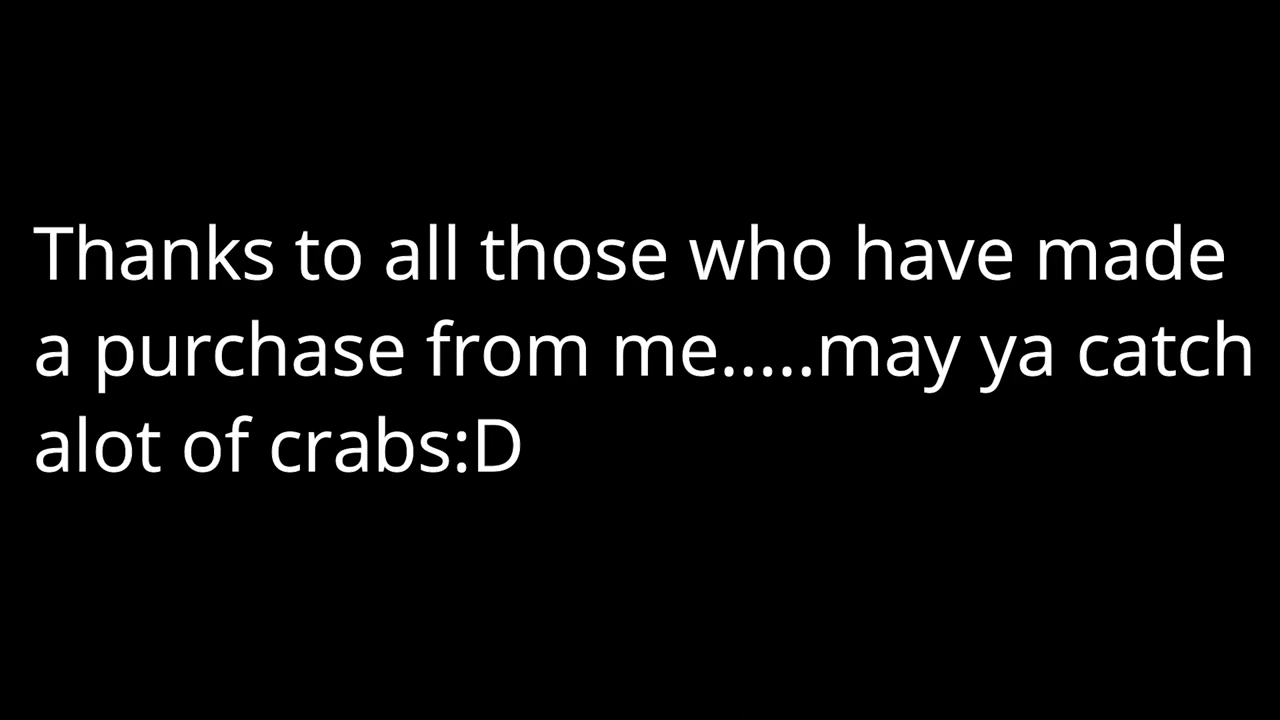 Thanks to all those who have made
a purchase from me.....may ya catch
alot of crabs:D